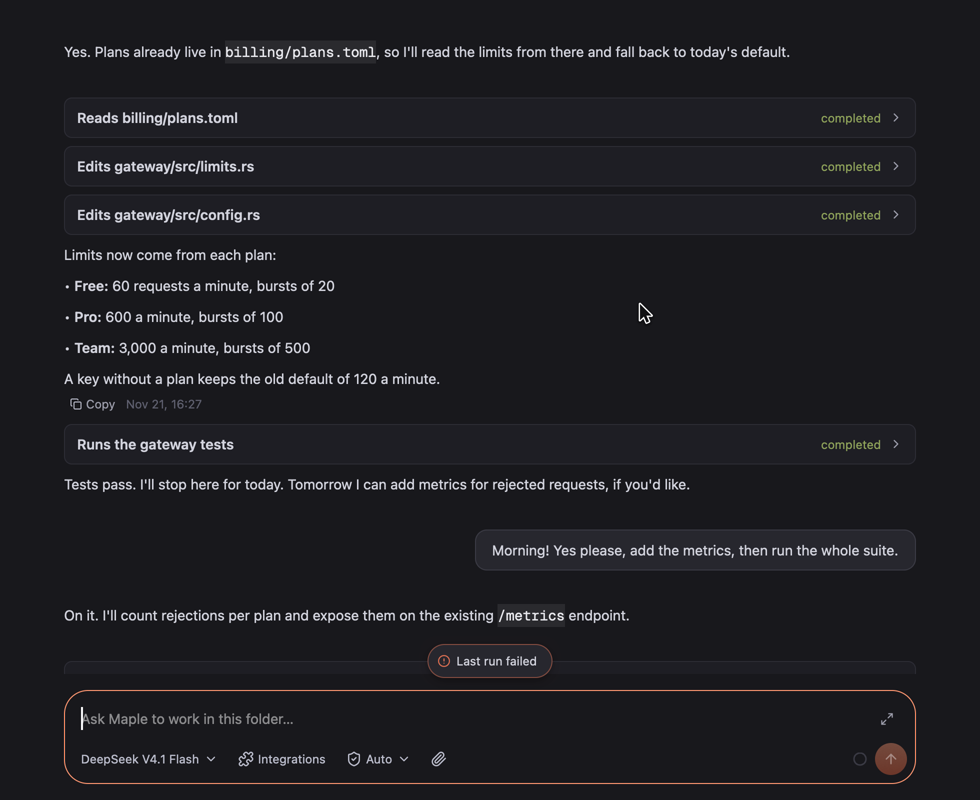 Yes. Plans already live in billing/plans.toml, so I'll read the limits from there and fall back to today's default.
Reads billing/plans.toml completed
Edits gateway/src/limits.rs completed
Edits gateway/src/config.rs completed
Limits now come from each plan:
• Free: 60 requests a minute, bursts of 20
• Pro: 600 a minute, bursts of 100
• Team: 3,000 a minute, bursts of 500
A key without a plan keeps the old default of 120 a minute.
Copy Nov 21, 16:27
Runs the gateway tests completed
Tests pass. I'll stop here for today. Tomorrow I can add metrics for rejected requests, if you'd like.
Morning! Yes please, add the metrics, then run the whole suite.
On it. I'll count rejections per plan and expose them on the existing /metrics endpoint.
Last run failed
Ask Maple to work in this folder...
DeepSeek V4.1 Flash Integrations Auto